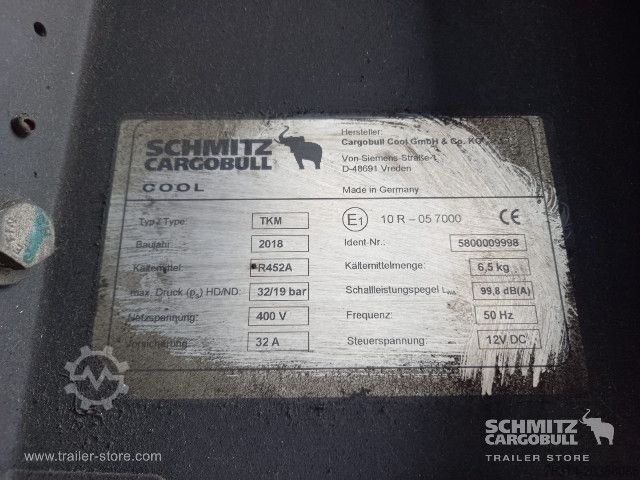 SCHMITZ
CARGOBULL
COOL
Hersteller:
Cargobull Cool GmbH & Co. KG
Von-Siemens-Straße 1
D-48691 Vreden
Made in Germany
Typ / Type: TKM E1 10 R - 05 7000 CE
Baujahr: 2018 Ident-Nr.: 5800009998
Kältemittel: R452A Kältemittelmenge: 6,5 kg
max. Druck (ps) HD/ND: 32/19 bar Schallleistungspegel LWA 99,8 dB(A)
Netzspannung: 400 V Frequenz: 50 Hz
Vorsicherung: 32 A Steuerspannung: 12V DC
www.trailer-store.com
SCHMITZ
CARGOBULL
TRAILER STORE